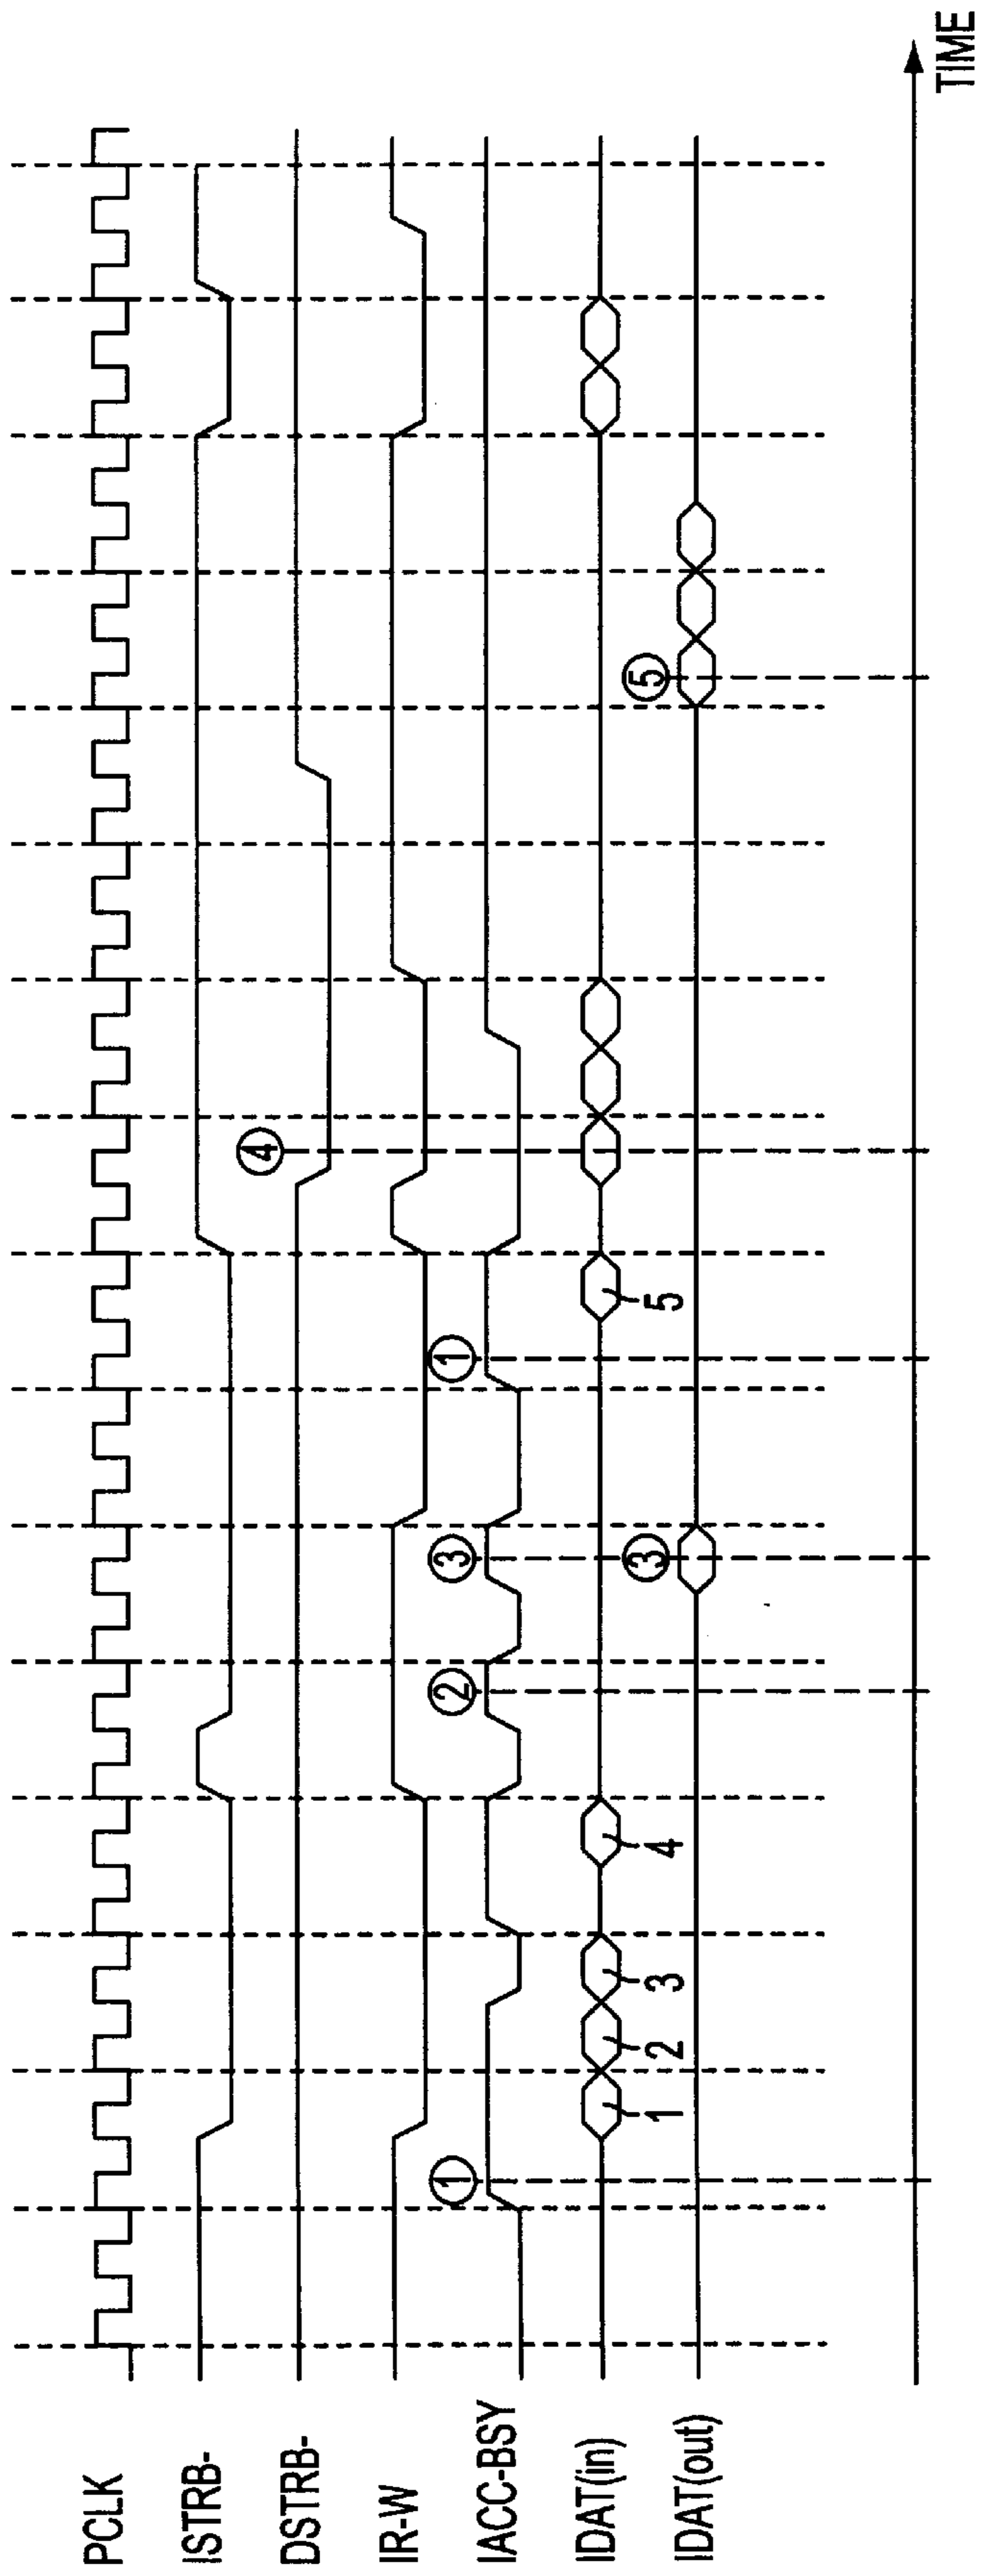 PCLK
ISTRB-
DSTRB-
④
IR-W
① ② ③ ①
IACC-BSY
IDAT(in)
1 2 3 4 5
③ ⑤
IDAT(out)
TIME